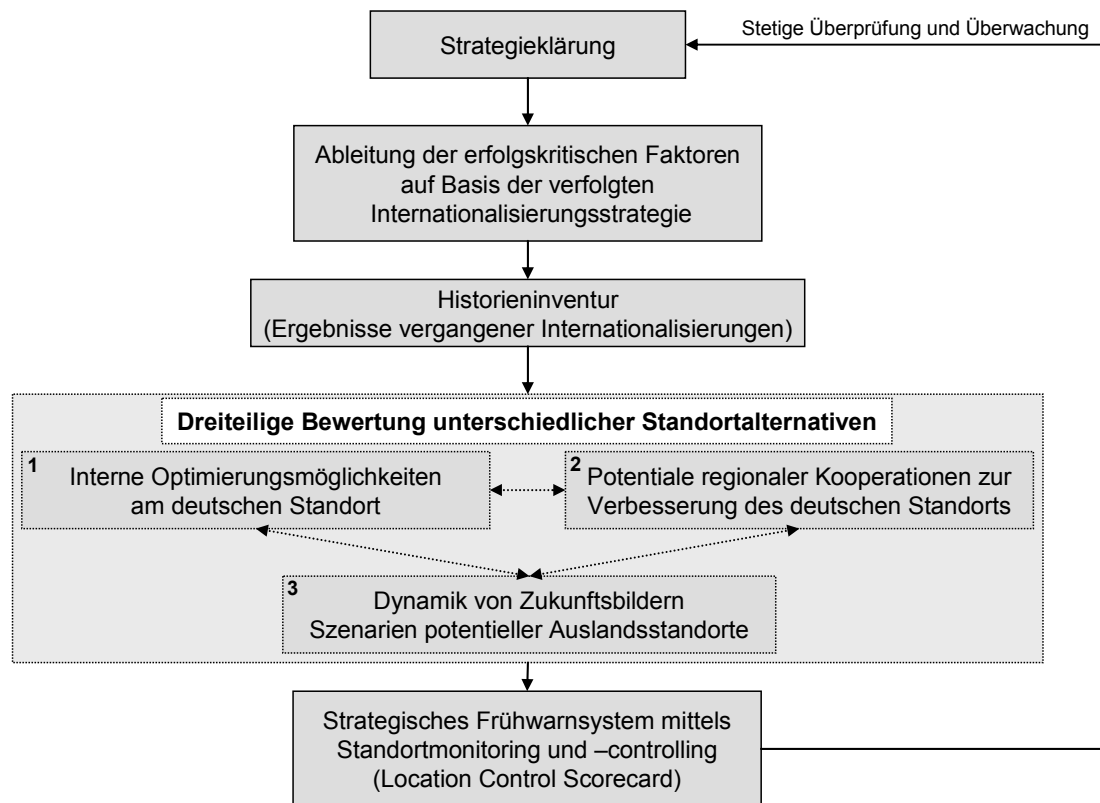 Strategieklärung
Stetige Überprüfung und Überwachung
Ableitung der erfolgskritischen Faktoren
auf Basis der verfolgten
Internationalisierungsstrategie
Historieninventur
(Ergebnisse vergangener Internationalisierungen)
Dreiteilige Bewertung unterschiedlicher Standortalternativen
1
Interne Optimierungsmöglichkeiten
am deutschen Standort
2
Potentiale regionaler Kooperationen zur
Verbesserung des deutschen Standorts
3
Dynamik von Zukunftsbildern
Szenarien potentieller Auslandsstandorte
Strategisches Frühwarnsystem mittels
Standortmonitoring und –controlling
(Location Control Scorecard)